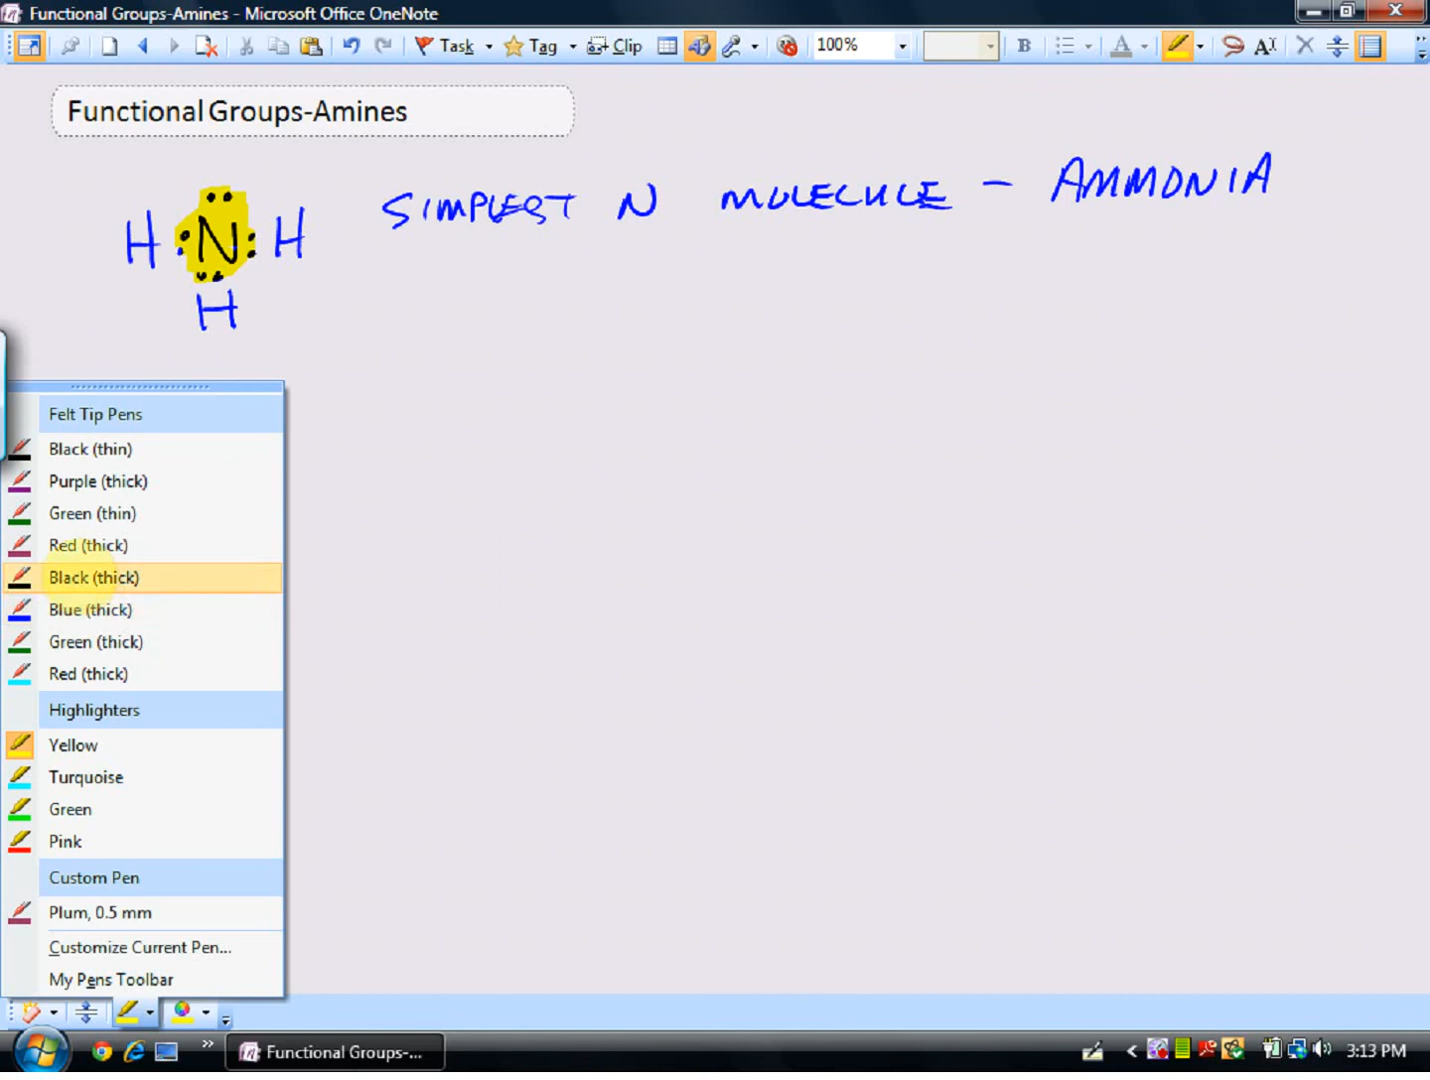 Functional Groups-Amines - Microsoft Office OneNote
Task Tag Clip 100% B A A
Functional Groups-Amines
SIMPLEST N MOLECULE - AMMONIA
H N H
H
Felt Tip Pens
Black (thin)
Purple (thick)
Green (thin)
Red (thick)
Black (thick)
Blue (thick)
Green (thick)
Red (thick)
Highlighters
Yellow
Turquoise
Green
Pink
Custom Pen
Plum, 0.5 mm
Customize Current Pen...
My Pens Toolbar
Functional Groups-...
3:13 PM